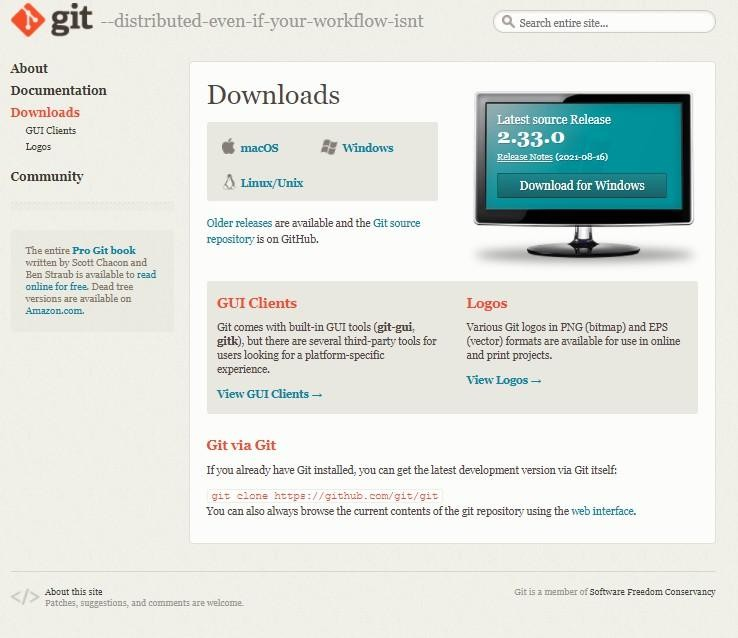 git --distributed-even-if-your-workflow-isnt
Search entire site...
About
Documentation
Downloads
GUI Clients
Logos
Community
The entire Pro Git book
written by Scott Chacon and
Ben Straub is available to read
online for free. Dead tree
versions are available on
Amazon.com.
Downloads
macOS
Windows
Linux/Unix
Older releases are available and the Git source
repository is on GitHub.
Latest source Release
2.33.0
Release Notes (2021-08-16)
Download for Windows
GUI Clients
Git comes with built-in GUI tools (git-gui,
gitk), but there are several third-party tools for
users looking for a platform-specific
experience.
View GUI Clients →
Logos
Various Git logos in PNG (bitmap) and EPS
(vector) formats are available for use in online
and print projects.
View Logos →
Git via Git
If you already have Git installed, you can get the latest development version via Git itself:
git clone https://github.com/git/git
You can also always browse the current contents of the git repository using the web interface.
</> About this site
Patches, suggestions, and comments are welcome.
Git is a member of Software Freedom Conservancy